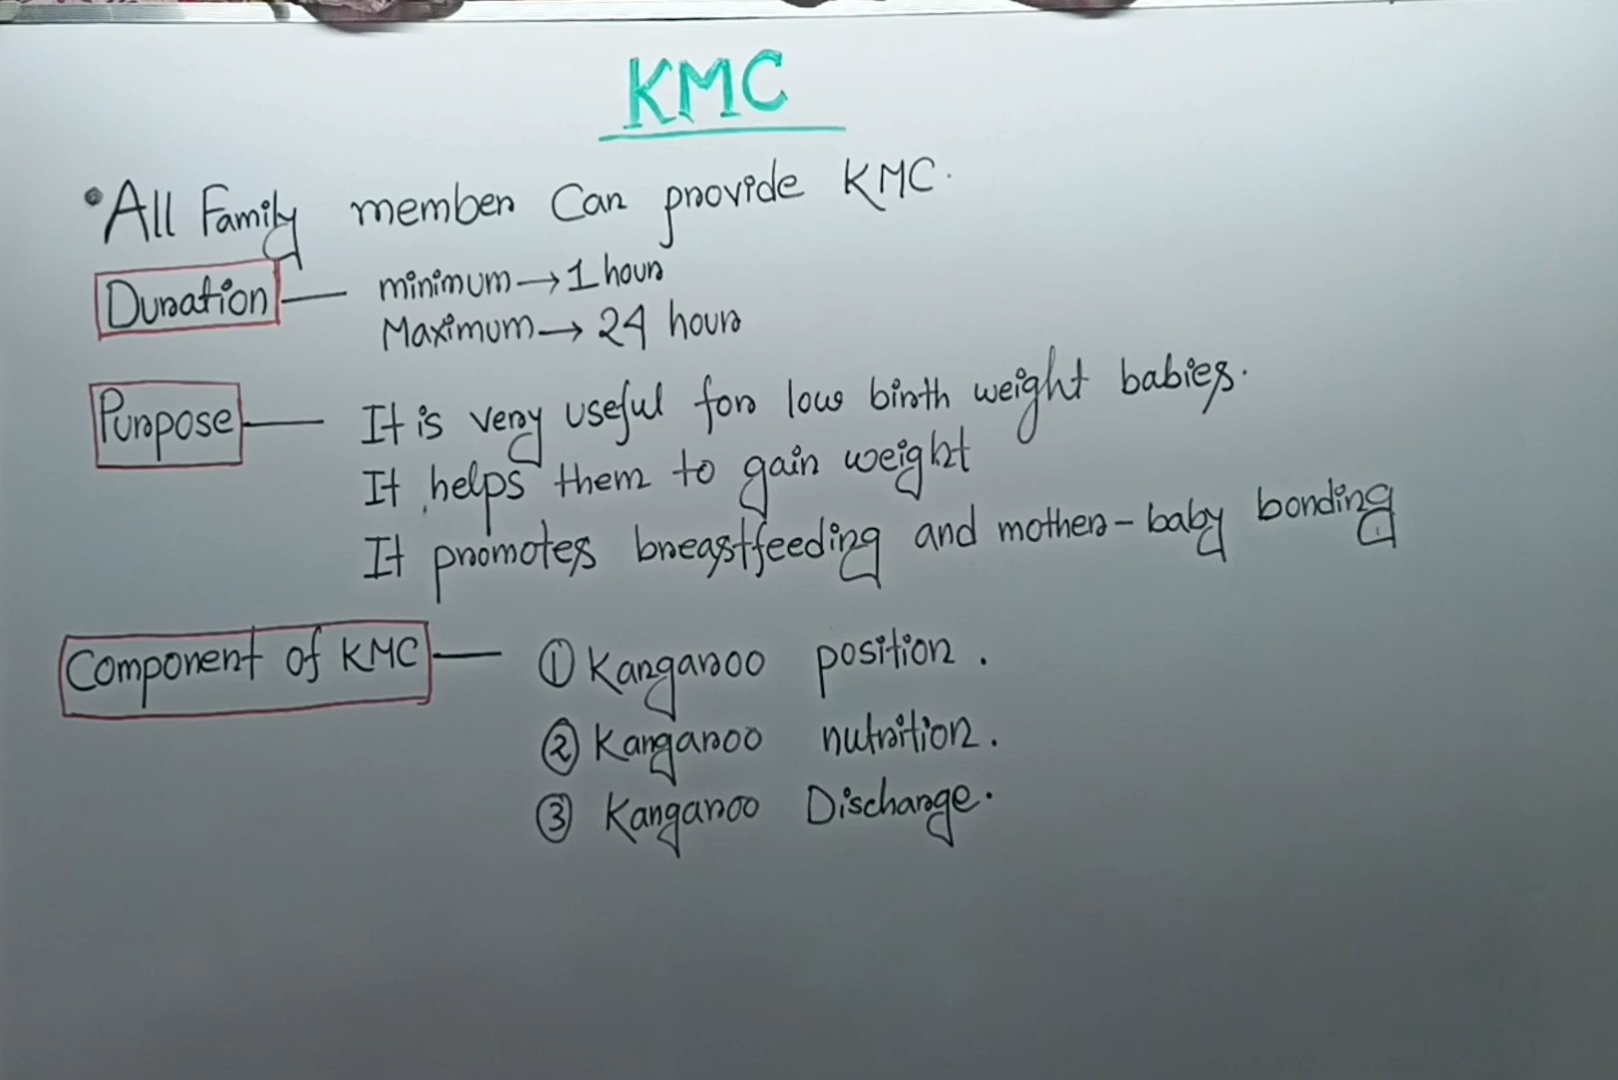 KMC
• All Family member Can provide KMC.
Duration — minimum → 1 hour
Maximum → 24 hour
Purpose — It is very useful for low birth weight babies.
It helps them to gain weight
It promotes breastfeeding and mother - baby bonding
Component of KMC — ① Kangaroo position.
② Kangaroo nutrition.
③ Kangaroo Discharge.